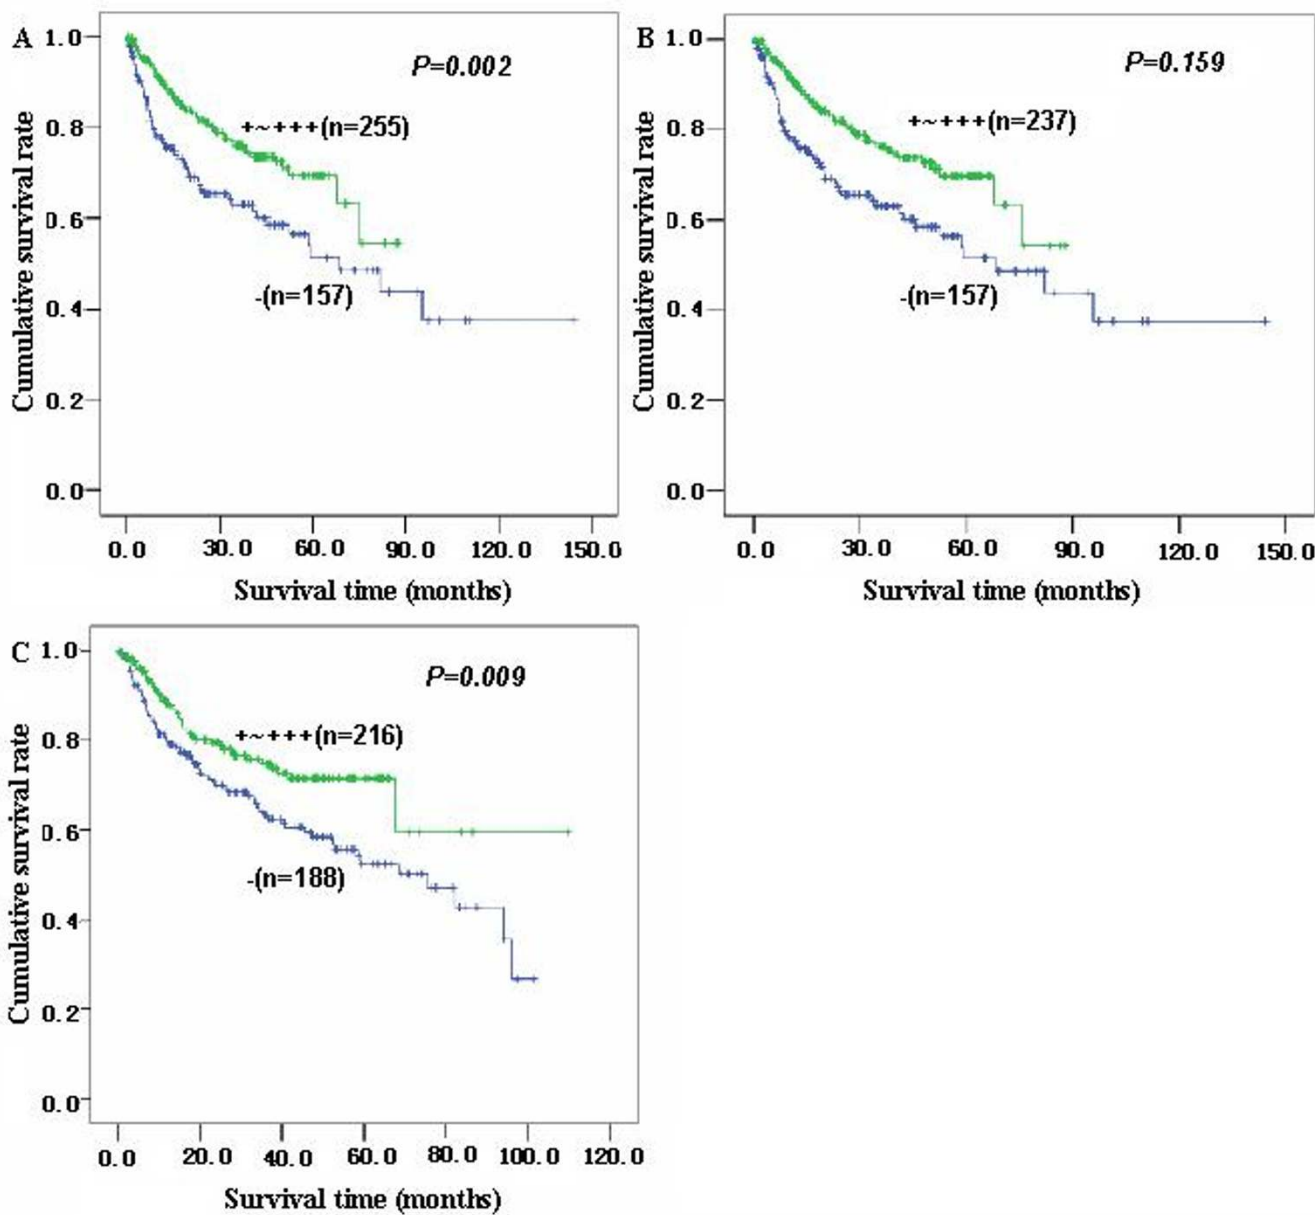 A
P=0.002
Cumulative survival rate
1.0
0.8
0.6
0.4
0.2
0.0
+~+++(n=255)
-(n=157)
0.0 30.0 60.0 90.0 120.0 150.0
Survival time (months)
B
P=0.159
Cumulative survival rate
1.0
0.8
0.6
0.4
0.2
0.0
+~+++(n=237)
-(n=157)
0.0 30.0 60.0 90.0 120.0 150.0
Survival time (months)
C
P=0.009
Cumulative survival rate
1.0
0.8
0.6
0.4
0.2
0.0
+~+++(n=216)
-(n=188)
0.0 20.0 40.0 60.0 80.0 100.0 120.0
Survival time (months)